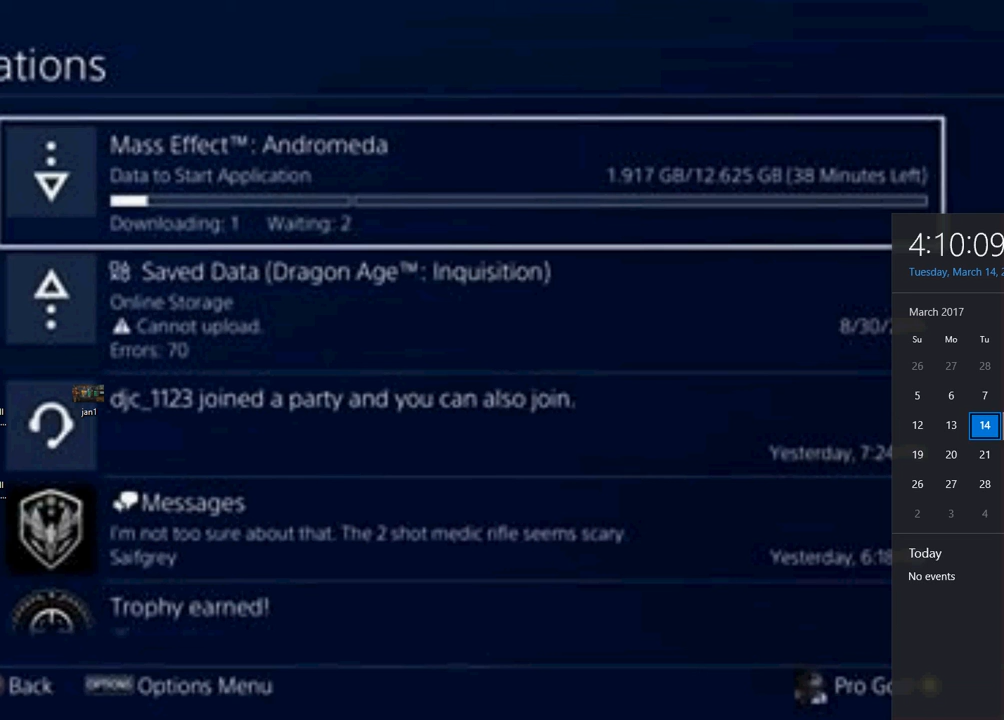 ations
Mass Effect™: Andromeda
Data to Start Application
1.917 GB/12.625 GB (38 Minutes Left)
Downloading: 1 Waiting: 2
Saved Data (Dragon Age™: Inquisition)
Online Storage
Cannot upload.
Errors: 70
8/30/
jan1
djc_1123 joined a party and you can also join.
Yesterday, 7:24
Messages
I'm not too sure about that. The 2 shot medic rifle seems scary
Saifgrey
Yesterday, 6:18
Trophy earned!
Back
OPTIONS Options Menu
Pro
4:10:09
Tuesday, March 14,
March 2017
Su Mo Tu
26 27 28
5 6 7
12 13 14
19 20 21
26 27 28
2 3 4
Today
No events